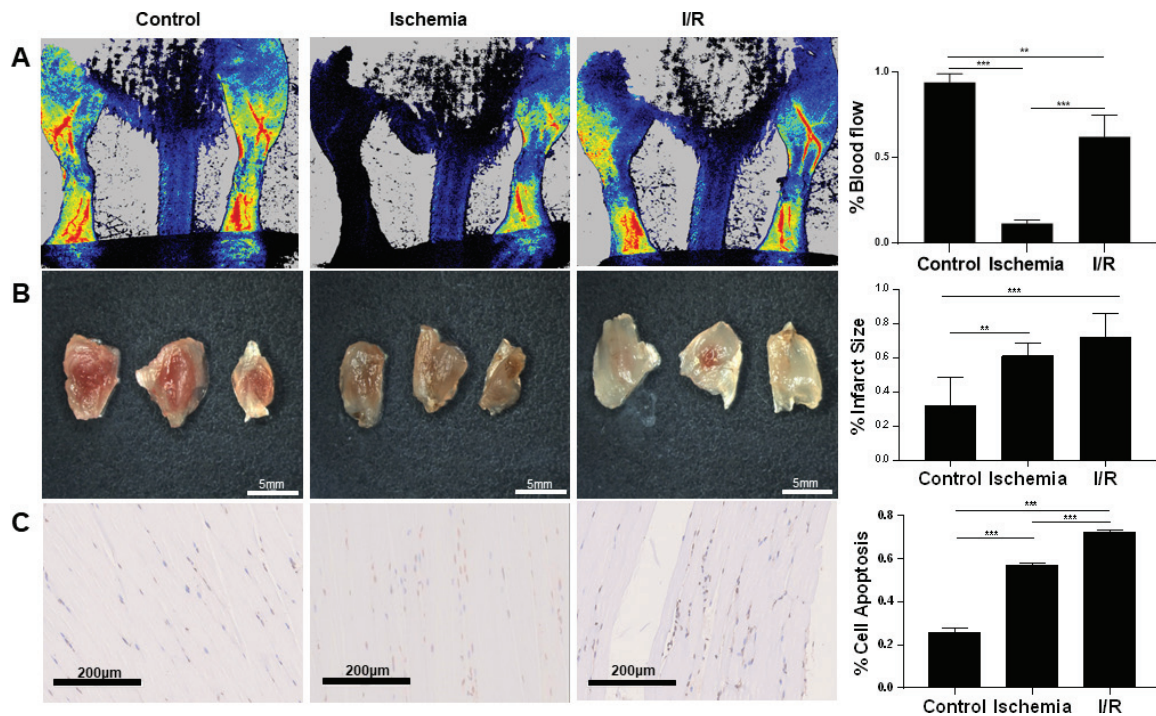 Control Ischemia I/R
A
% Blood flow
1.0
0.5
0.0
**
***
***
Control Ischemia I/R
B
5mm 5mm 5mm
% Infarct Size
0.8
0.6
0.4
0.2
0.0
***
**
Control Ischemia I/R
C
200µm 200µm 200µm
% Cell Apoptosis
0.8
0.6
0.4
0.2
0.0
***
***
***
Control Ischemia I/R